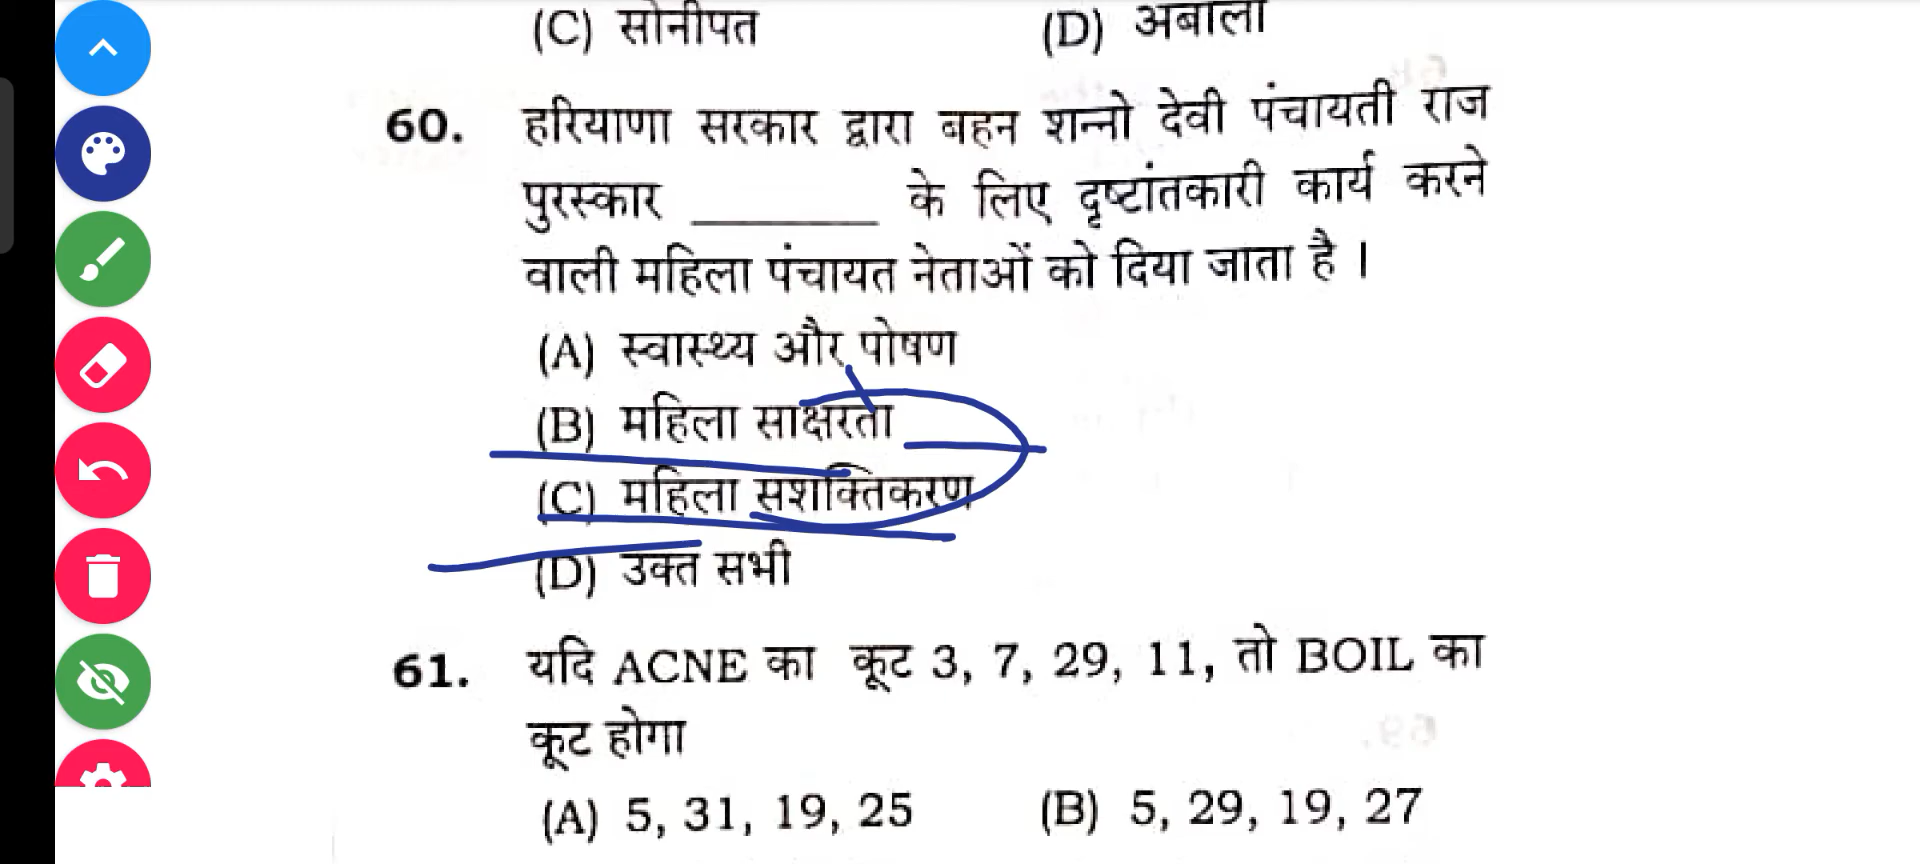 (C) सोनीपत (D) अंबाला
60. हरियाणा सरकार द्वारा बहन शन्नो देवी पंचायती राज
पुरस्कार ________ के लिए दृष्टांतकारी कार्य करने
वाली महिला पंचायत नेताओं को दिया जाता है ।
(A) स्वास्थ्य और पोषण
(B) महिला साक्षरता
(C) महिला सशक्तिकरण
(D) उक्त सभी
61. यदि ACNE का कूट 3, 7, 29, 11, तो BOIL का
कूट होगा
(A) 5, 31, 19, 25 (B) 5, 29, 19, 27